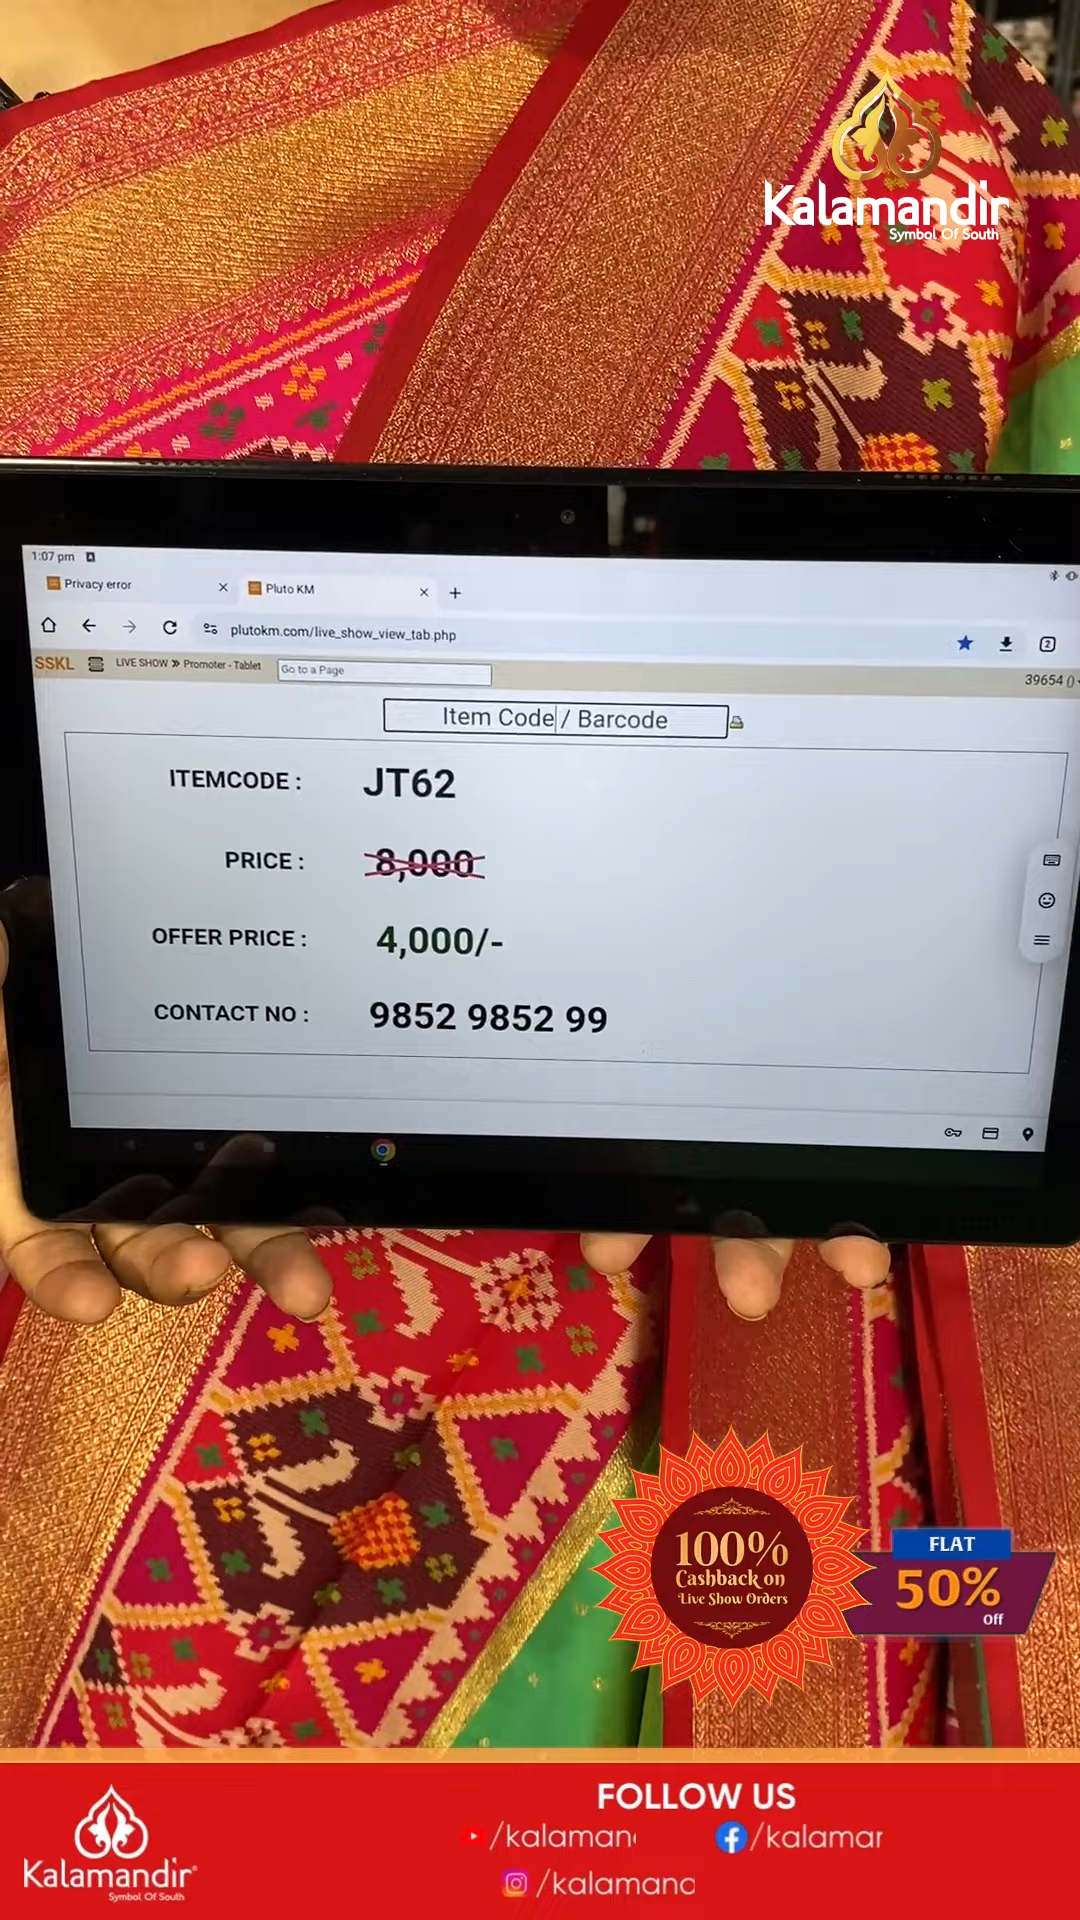 Kalamandir
Symbol Of South
1:07 pm
Privacy error
Pluto KM
plutokm.com/live_show_view_tab.php
2
SSKL
LIVE SHOW » Promoter - Tablet
Go to a Page
39654 ()
Item Code / Barcode
ITEMCODE : JT62
PRICE : 8,000
OFFER PRICE : 4,000/-
CONTACT NO : 9852 9852 99
100%
Cashback on
Live Show Orders
FLAT
50%
Off
FOLLOW US
/kalaman
/kalamar
/kalamand
Kalamandir
Symbol Of South